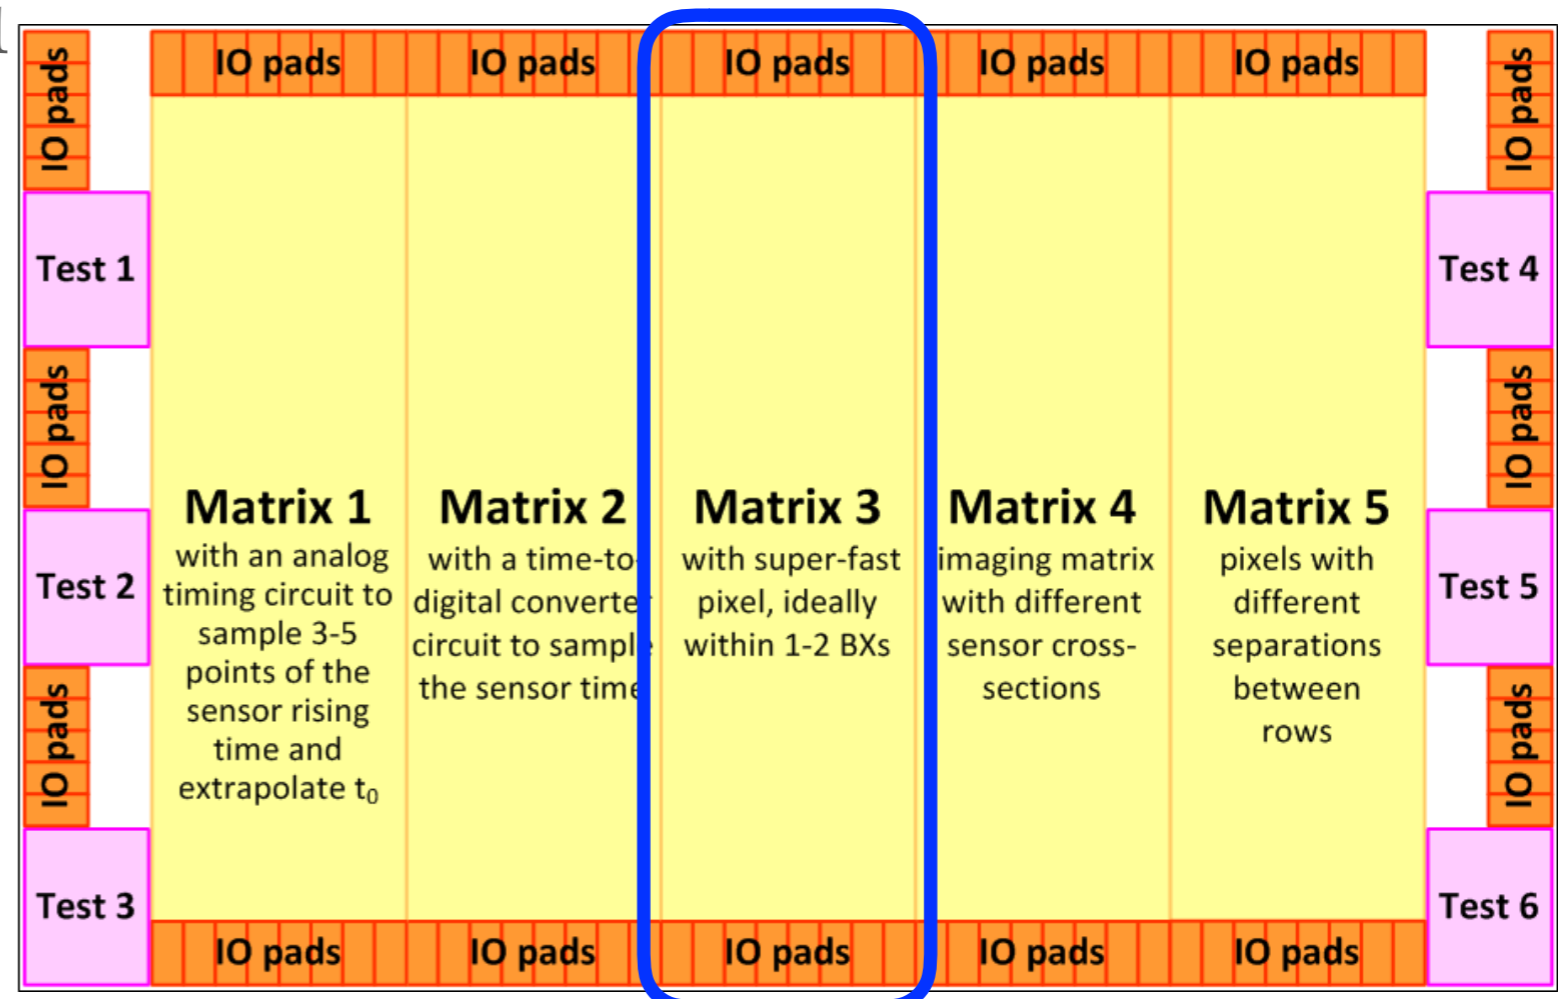 IO pads
IO pads
IO pads
IO pads
IO pads
IO pads
IO pads
Test 1
Test 4
IO pads
IO pads
Matrix 1
with an analog
timing circuit to
sample 3-5
points of the
sensor rising
time and
extrapolate t₀
Matrix 2
with a time-to-
digital converter
circuit to sample
the sensor time
Matrix 3
with super-fast
pixel, ideally
within 1-2 BXs
Matrix 4
imaging matrix
with different
sensor cross-
sections
Matrix 5
pixels with
different
separations
between
rows
Test 2
Test 5
IO pads
IO pads
Test 3
Test 6
IO pads
IO pads
IO pads
IO pads
IO pads